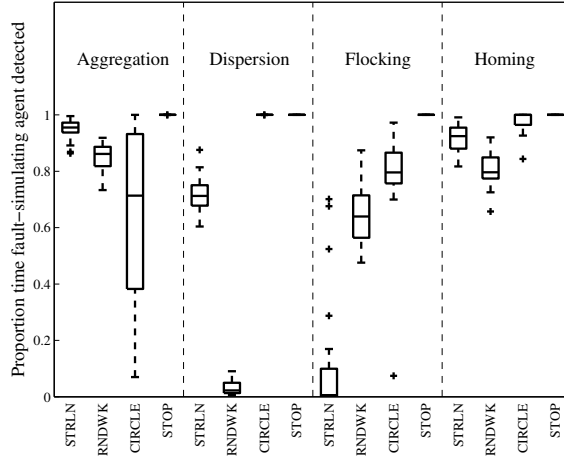 Aggregation Dispersion Flocking Homing
Proportion time fault−simulating agent detected
1
0.8
0.6
0.4
0.2
0
STRLN RNDWK CIRCLE STOP STRLN RNDWK CIRCLE STOP STRLN RNDWK CIRCLE STOP STRLN RNDWK CIRCLE STOP